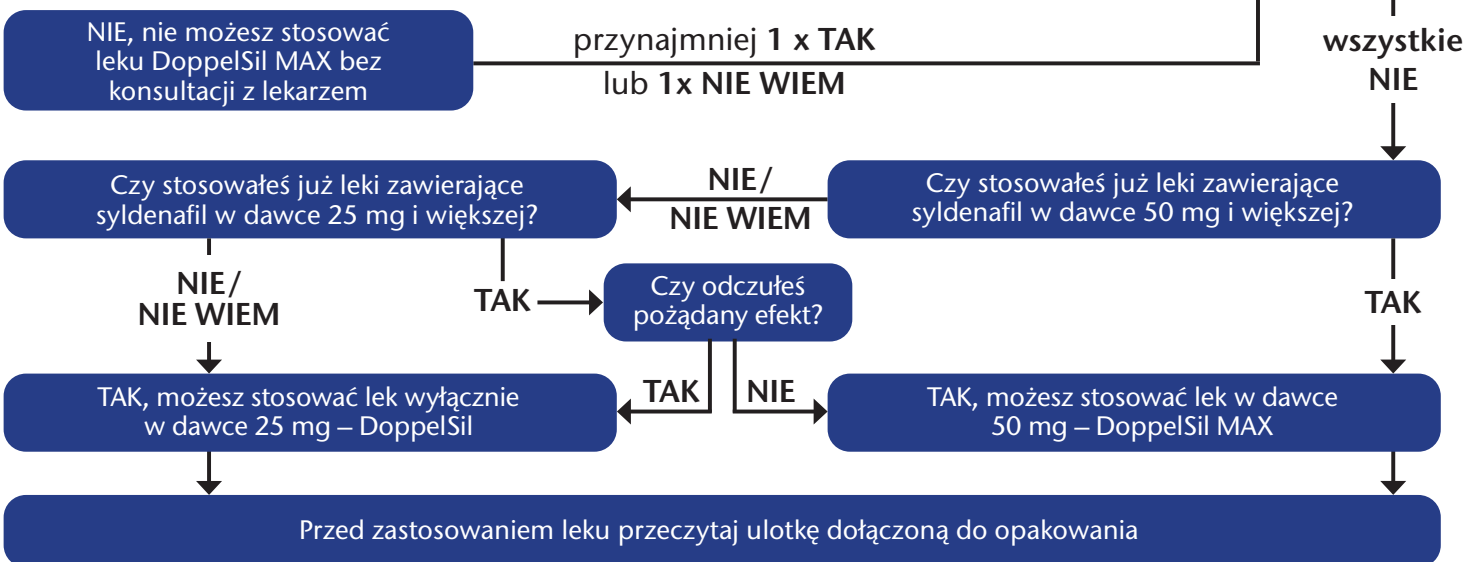 NIE, nie możesz stosować
leku DoppelSil MAX bez
konsultacji z lekarzem
przynajmniej 1 x TAK
lub 1x NIE WIEM
wszystkie
NIE
Czy stosowałeś już leki zawierające
syldenafil w dawce 25 mg i większej?
NIE/
NIE WIEM
Czy stosowałeś już leki zawierające
syldenafil w dawce 50 mg i większej?
NIE/
NIE WIEM
TAK
Czy odczułeś
pożądany efekt?
TAK
TAK, możesz stosować lek wyłącznie
w dawce 25 mg – DoppelSil
TAK
NIE
TAK, możesz stosować lek w dawce
50 mg – DoppelSil MAX
Przed zastosowaniem leku przeczytaj ulotkę dołączoną do opakowania